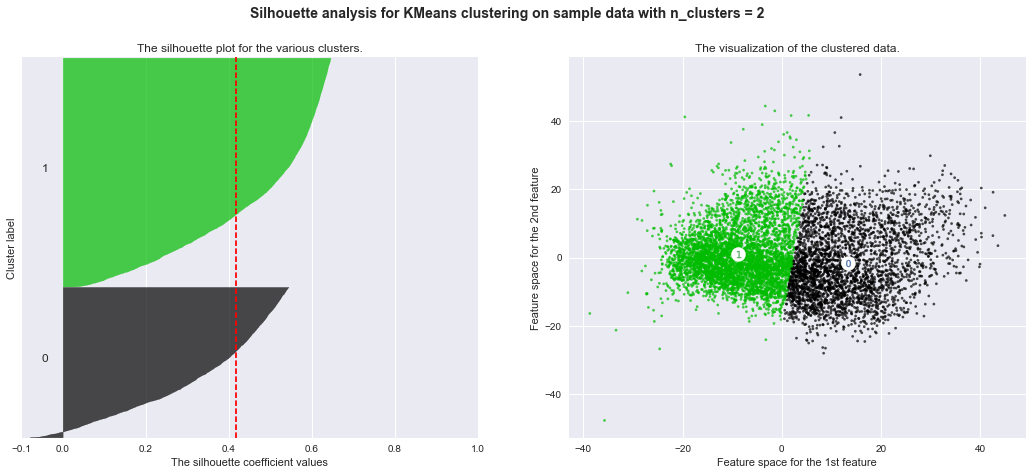 Silhouette analysis for KMeans clustering on sample data with n_clusters = 2
The silhouette plot for the various clusters.
Cluster label
1
0
−0.1 0.0 0.2 0.4 0.6 0.8 1.0
The silhouette coefficient values
The visualization of the clustered data.
Feature space for the 2nd feature
40
20
0
−20
−40
1
0
−40 −20 0 20 40
Feature space for the 1st feature